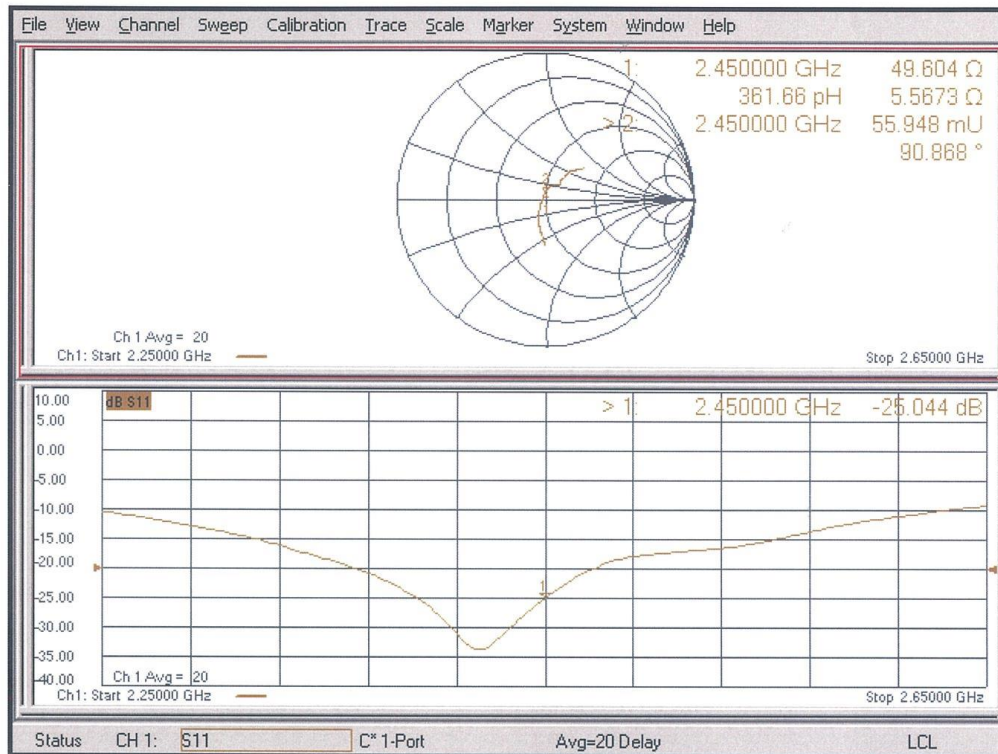 File View Channel Sweep Calibration Trace Scale Marker System Window Help
1: 2.450000 GHz 49.604 Ω
361.66 pH 5.5673 Ω
> 2: 2.450000 GHz 55.948 mU
90.868 °
Ch 1 Avg = 20
Ch1: Start 2.25000 GHz
Stop 2.65000 GHz
dB S11
> 1: 2.450000 GHz -25.044 dB
10.00
5.00
0.00
-5.00
-10.00
-15.00
-20.00
-25.00
-30.00
-35.00
-40.00
1
Ch 1 Avg = 20
Ch1: Start 2.25000 GHz
Stop 2.65000 GHz
Status CH 1: S11 C* 1-Port Avg=20 Delay LCL